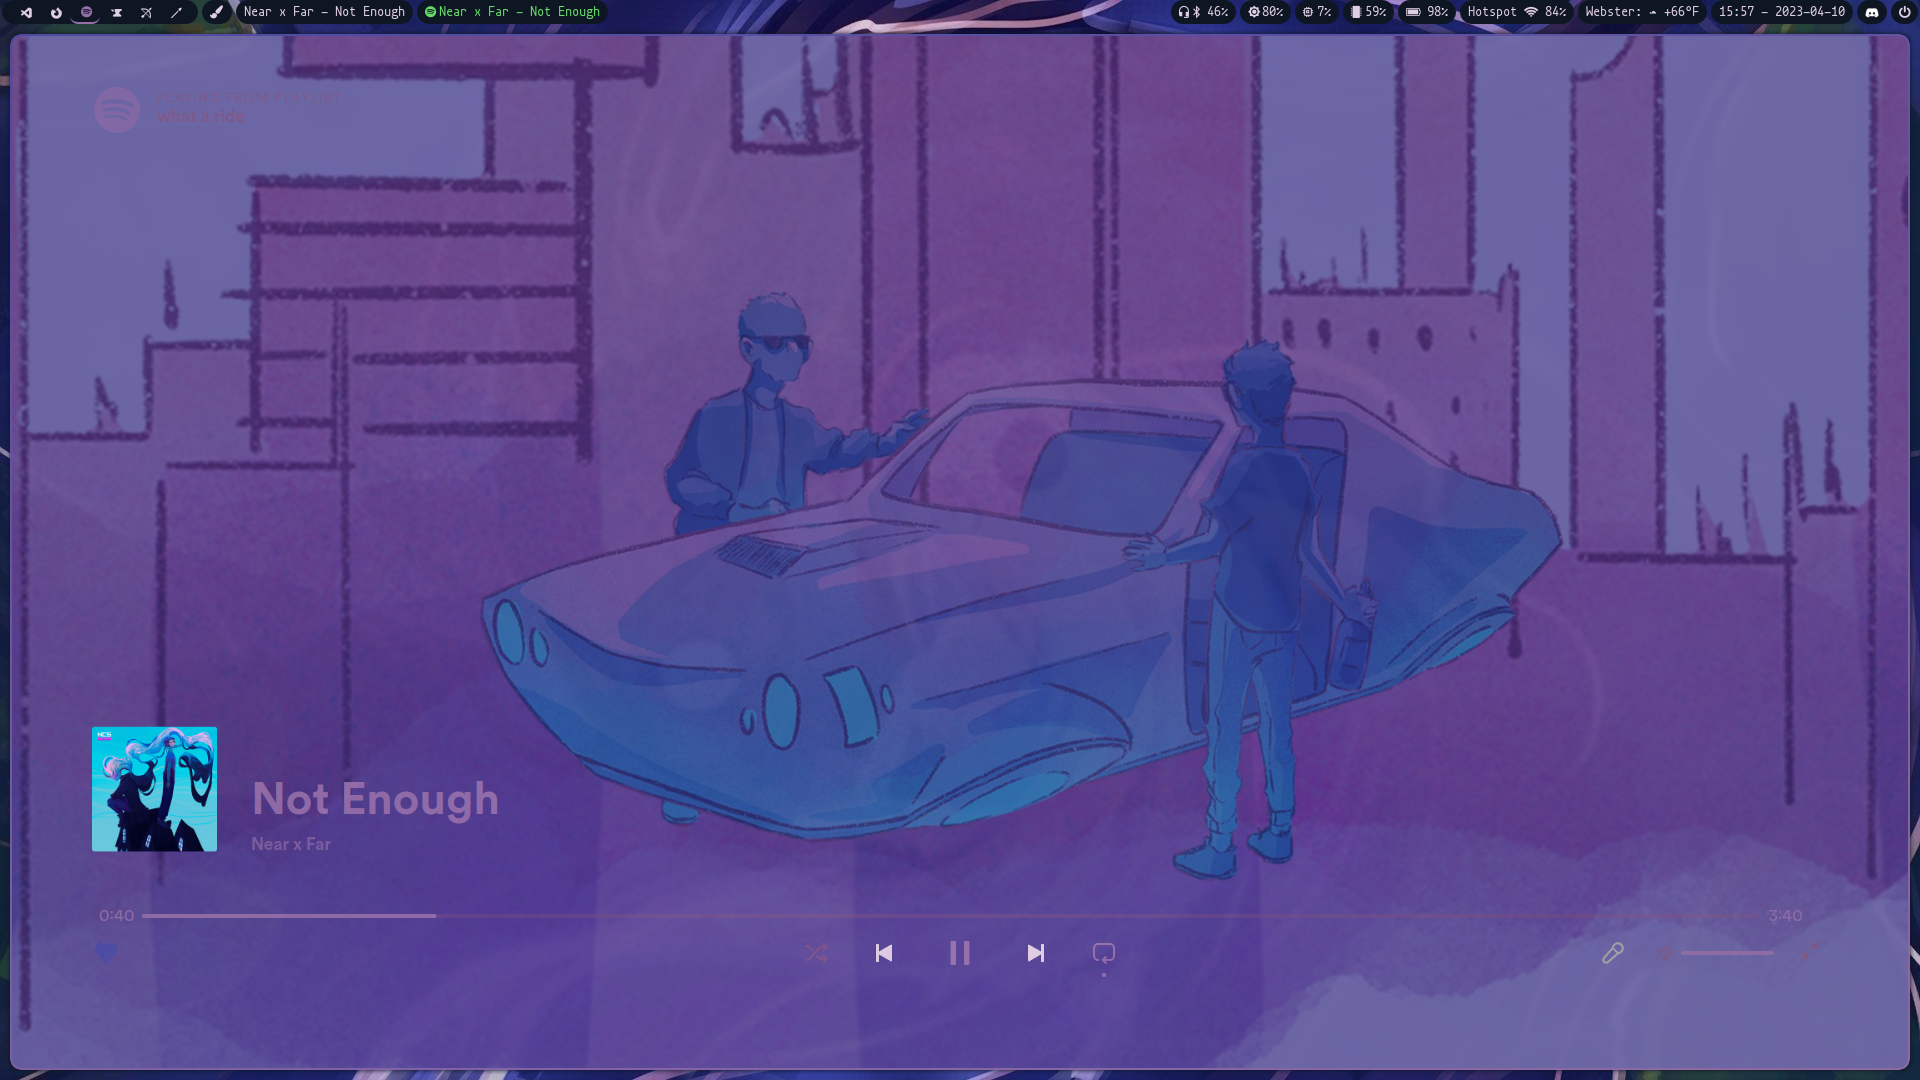 Near x Far – Not Enough
Near x Far – Not Enough
46%
80%
7%
59%
98%
Hotspot 84%
Webster: +66°F
15:57 – 2023-04-10
PLAYING FROM PLAYLIST
what a ride
NCS
Not Enough
Near x Far
0:40
3:40